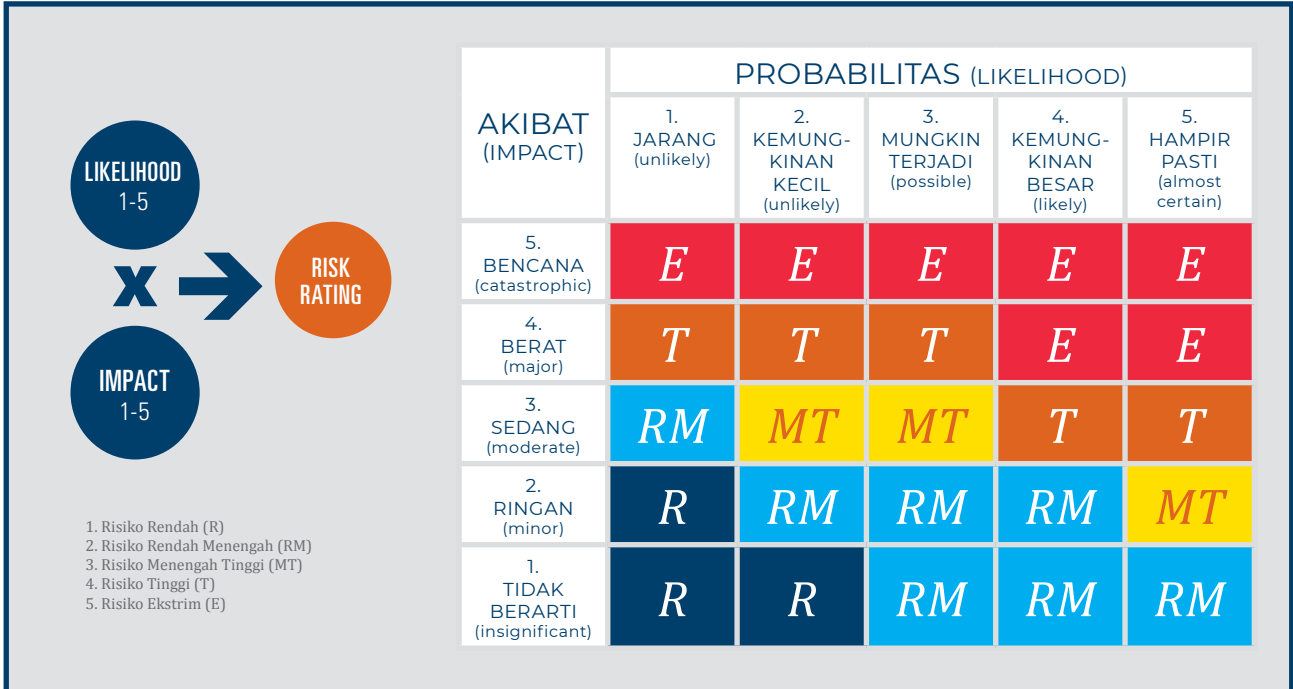 LIKELIHOOD
1-5
X
RISK
RATING
IMPACT
1-5
1. Risiko Rendah (R)
2. Risiko Rendah Menengah (RM)
3. Risiko Menengah Tinggi (MT)
4. Risiko Tinggi (T)
5. Risiko Ekstrim (E)
AKIBAT
(IMPACT)
PROBABILITAS (LIKELIHOOD)
1.
JARANG
(unlikely)
2.
KEMUNG-
KINAN
KECIL
(unlikely)
3.
MUNGKIN
TERJADI
(possible)
4.
KEMUNG-
KINAN
BESAR
(likely)
5.
HAMPIR
PASTI
(almost
certain)
5.
BENCANA
(catastrophic)
E E E E E
4.
BERAT
(major)
T T T E E
3.
SEDANG
(moderate)
RM MT MT T T
2.
RINGAN
(minor)
R RM RM RM MT
1.
TIDAK
BERARTI
(insignificant)
R R RM RM RM